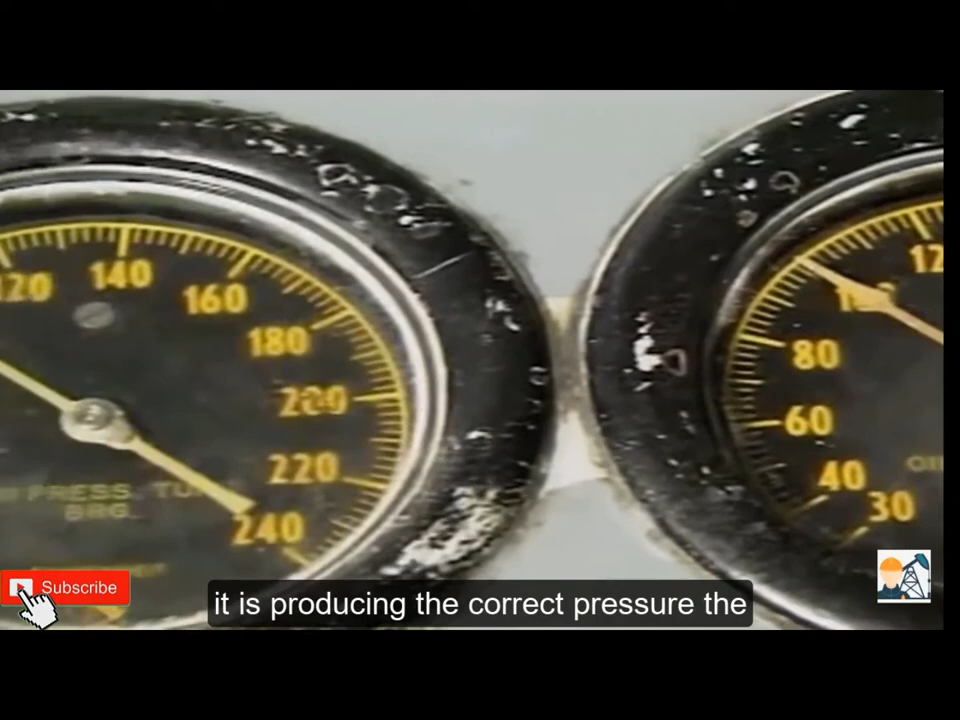 120
140
160
180
200
220
240
PRESS.
BRG.
80
60
40
30
Subscribe
it is producing the correct pressure the